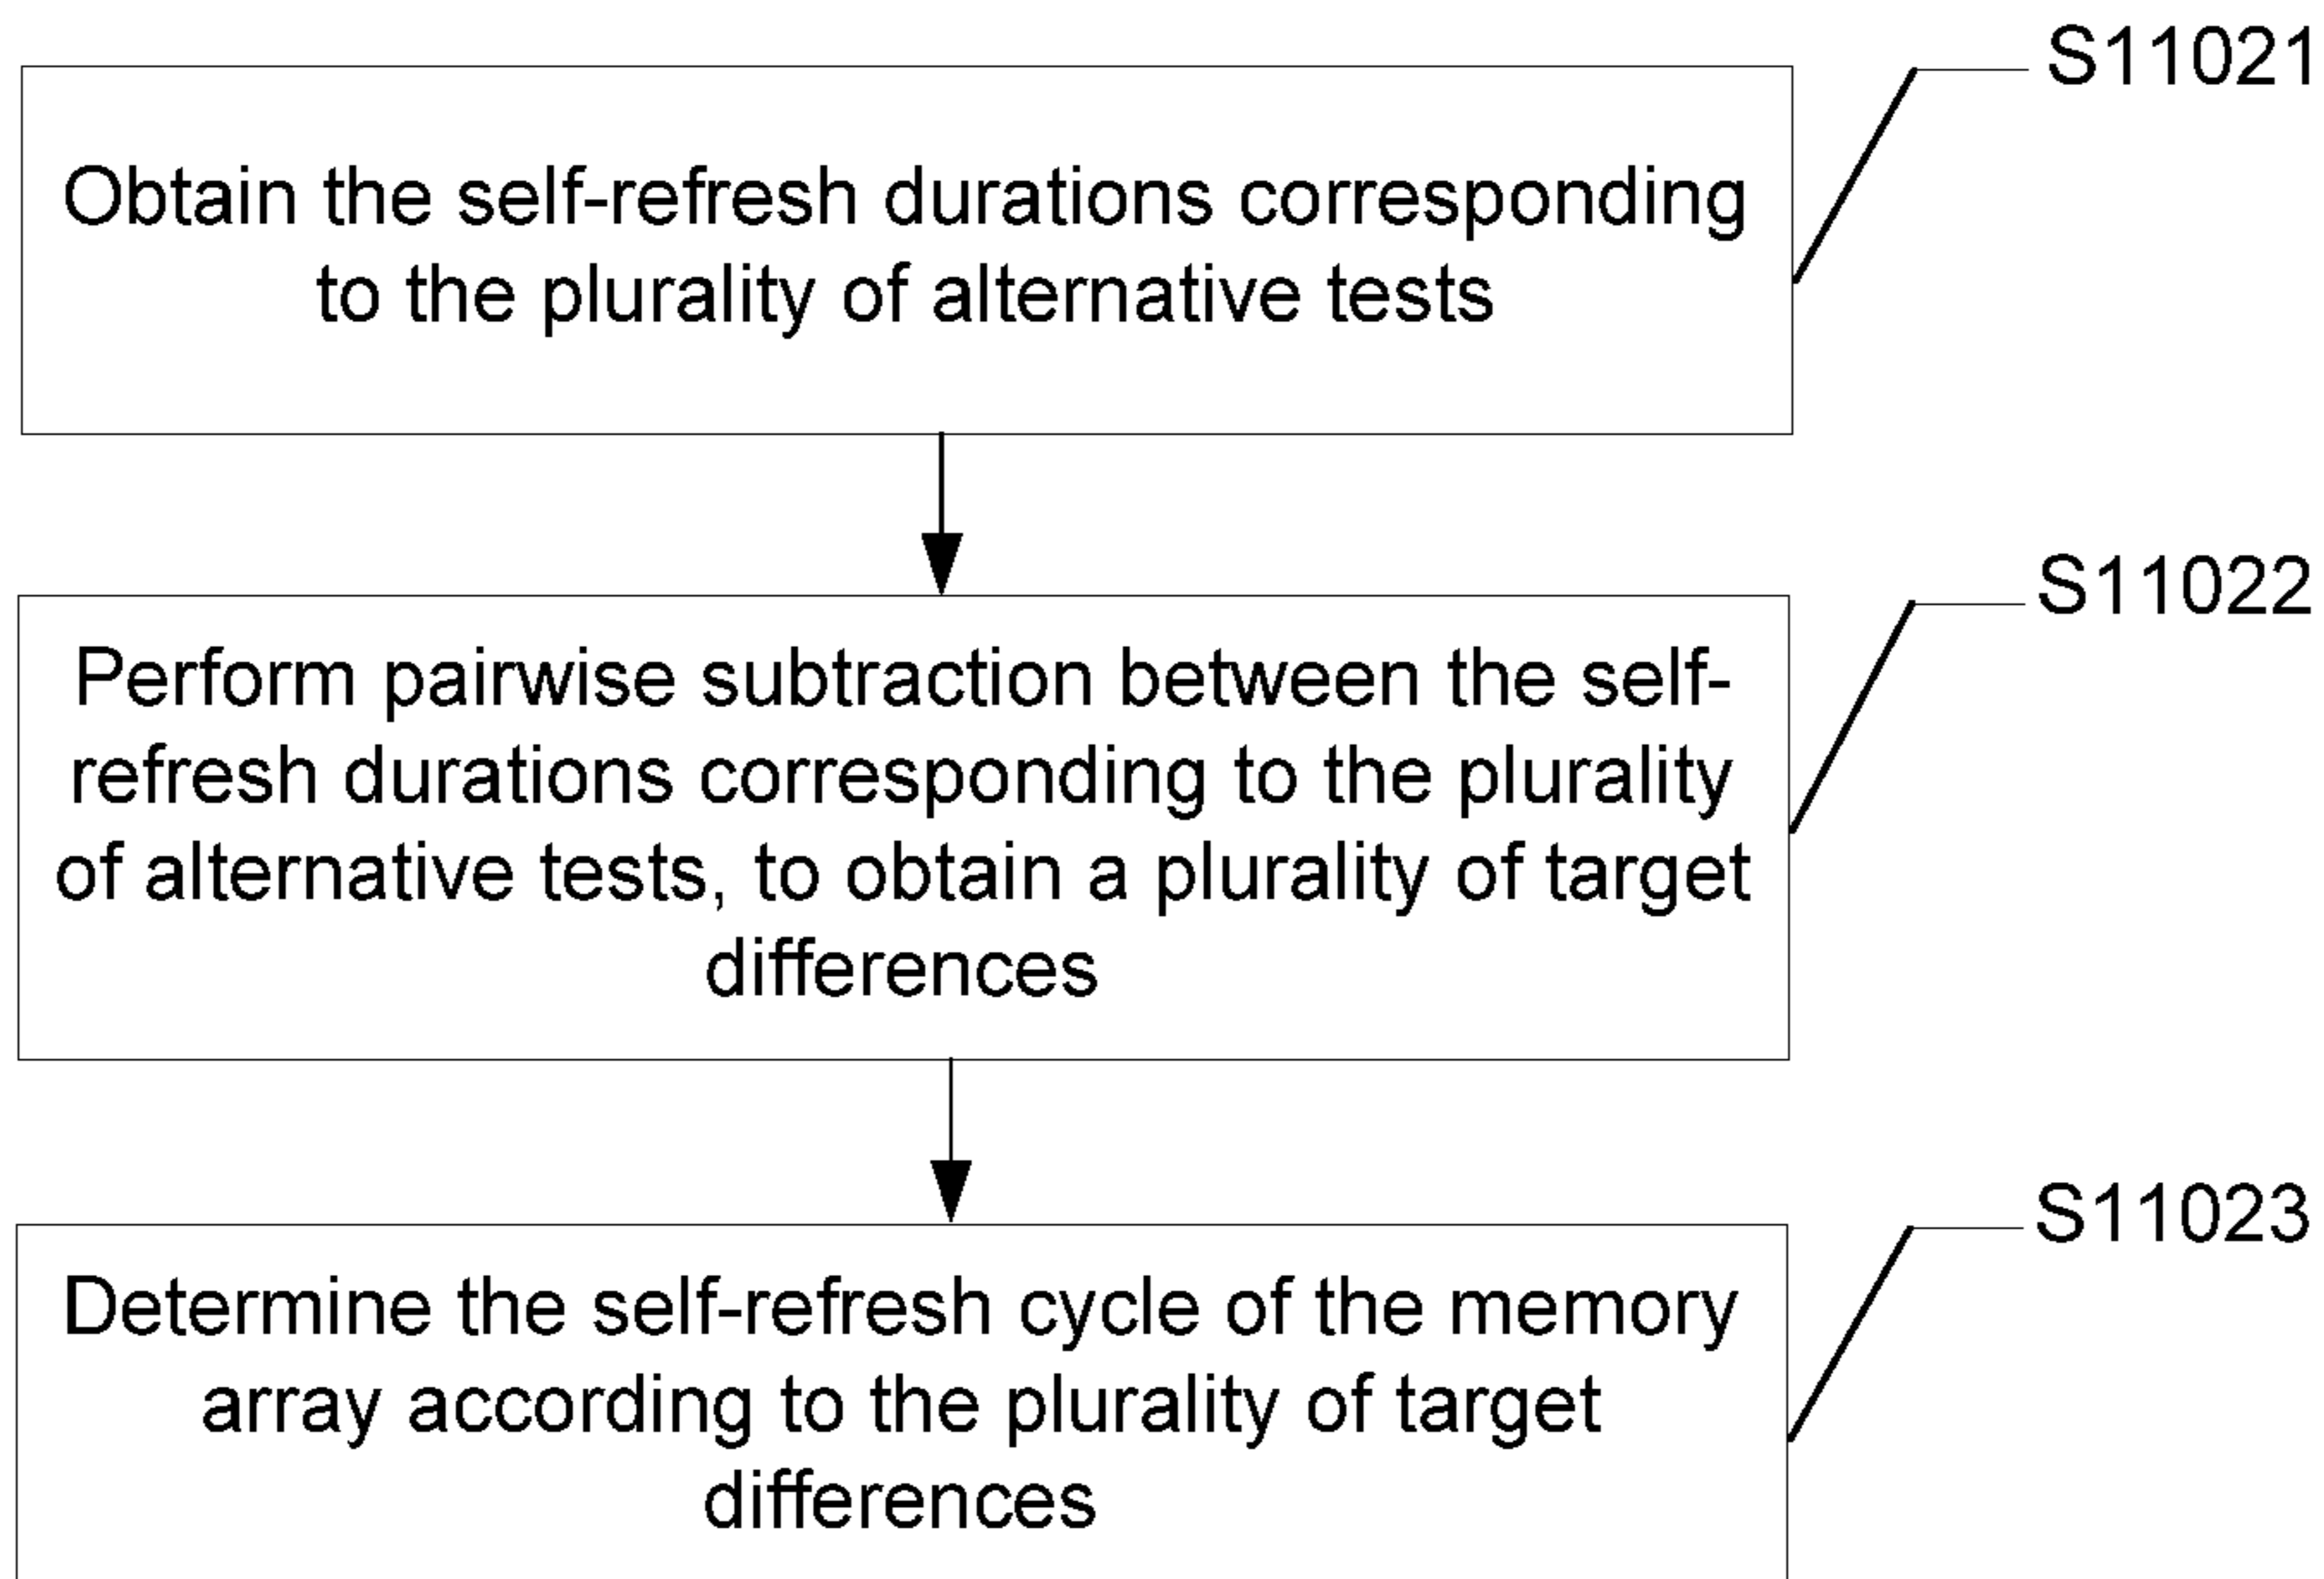 S11021
Obtain the self-refresh durations corresponding
to the plurality of alternative tests
S11022
Perform pairwise subtraction between the self-
refresh durations corresponding to the plurality
of alternative tests, to obtain a plurality of target
differences
S11023
Determine the self-refresh cycle of the memory
array according to the plurality of target
differences